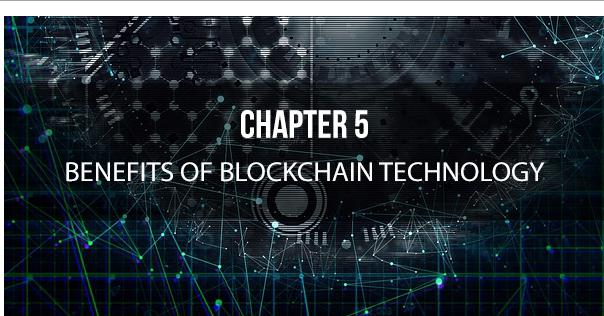 CHAPTER 5
BENEFITS OF BLOCKCHAIN TECHNOLOGY